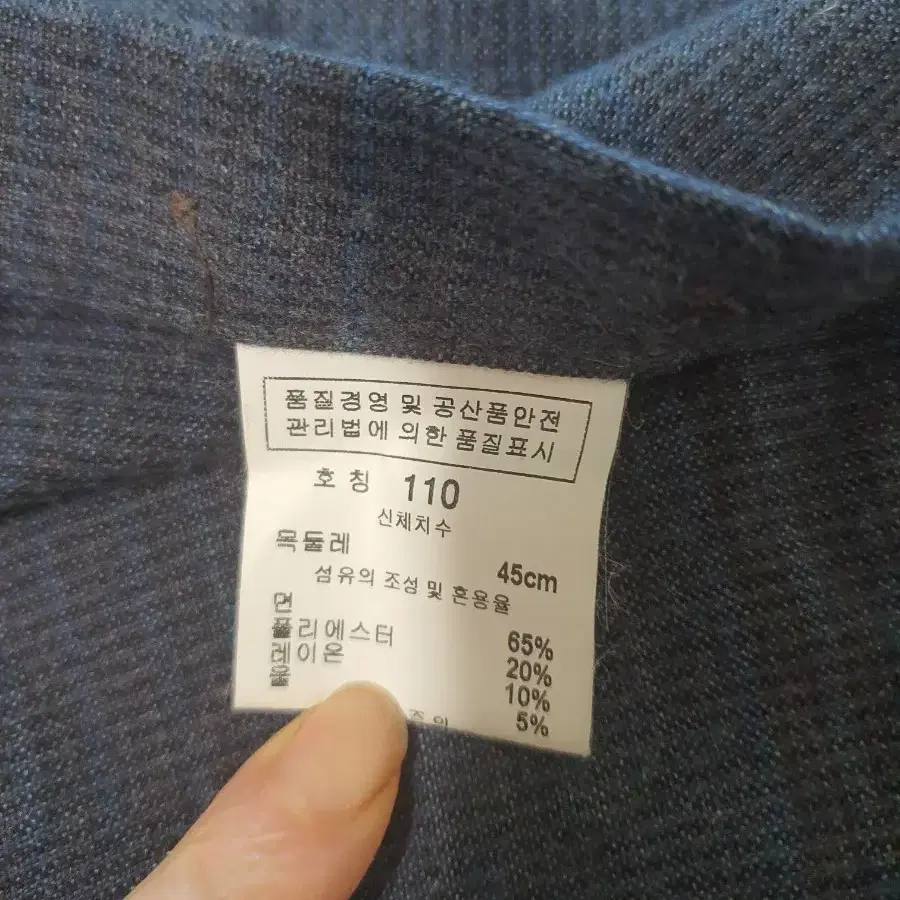 품질경영 및 공산품안전
관리법에 의한 품질표시
호 칭 110
신체치수
목둘레 45cm
섬유의 조성 및 혼용율
면 65%
폴리에스터 20%
레이온 10%
울 5%